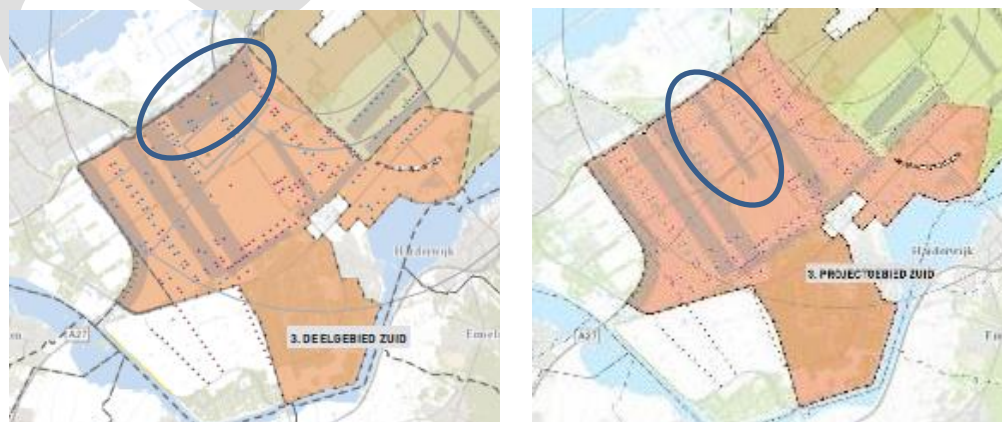 Harderwijk
A27
3. DEELGEBIED ZUID
Harderwijk
3. PROJECTGEBIED ZUID
A27